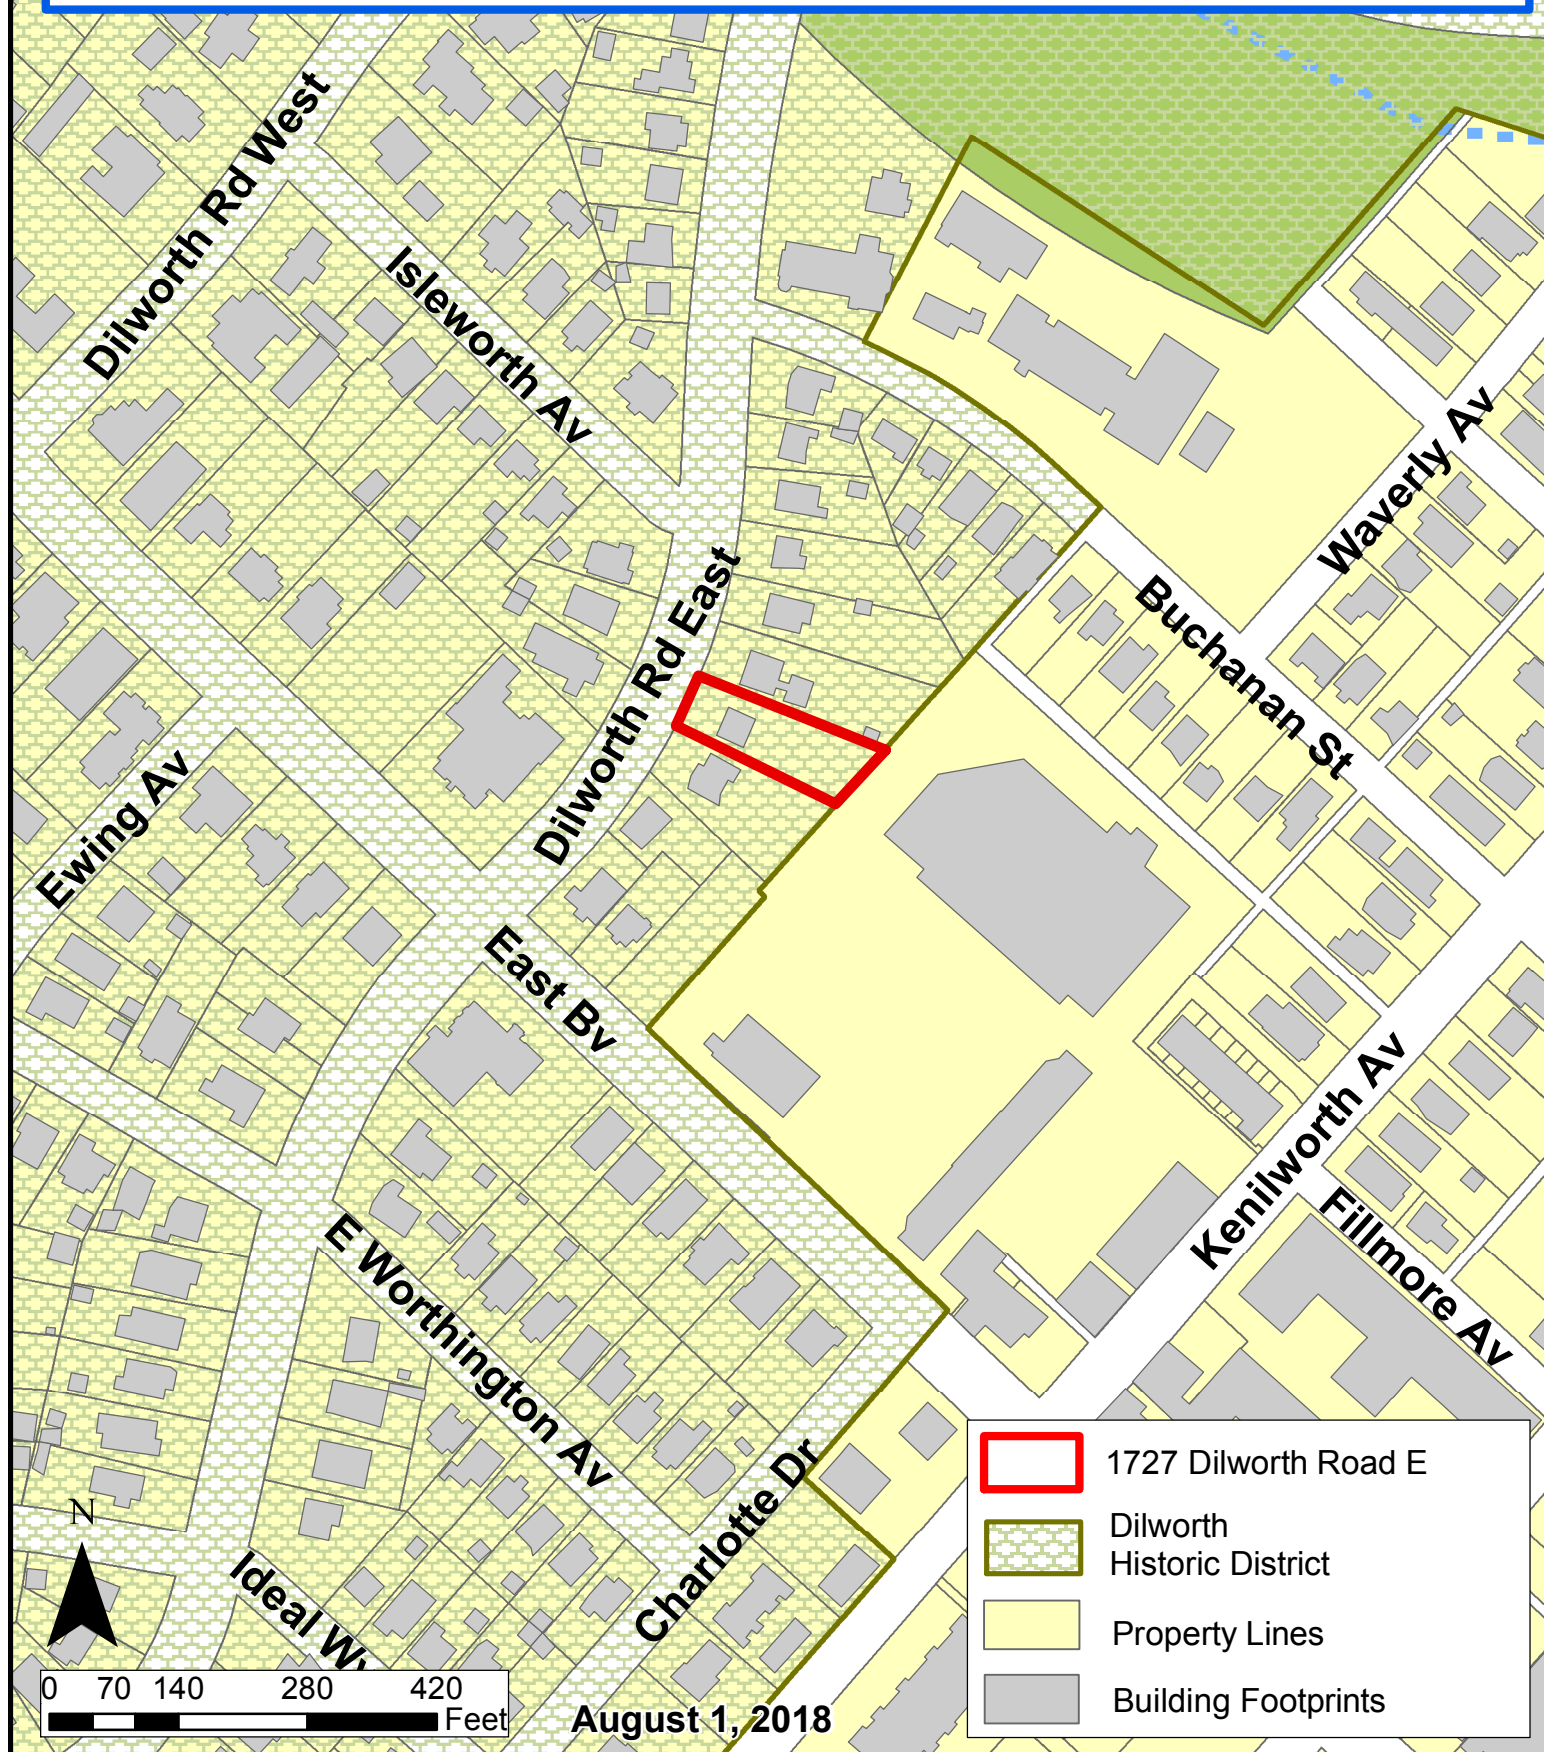 Dilworth Rd West
Isleworth Av
Waverly Av
Dilworth Rd East
Buchanan St
Ewing Av
East Bv
Kenilworth Av
E Worthington Av
Fillmore Av
Charlotte Dr
Ideal Wy
N
0 70 140 280 420
Feet
August 1, 2018
1727 Dilworth Road E
Dilworth
Historic District
Property Lines
Building Footprints